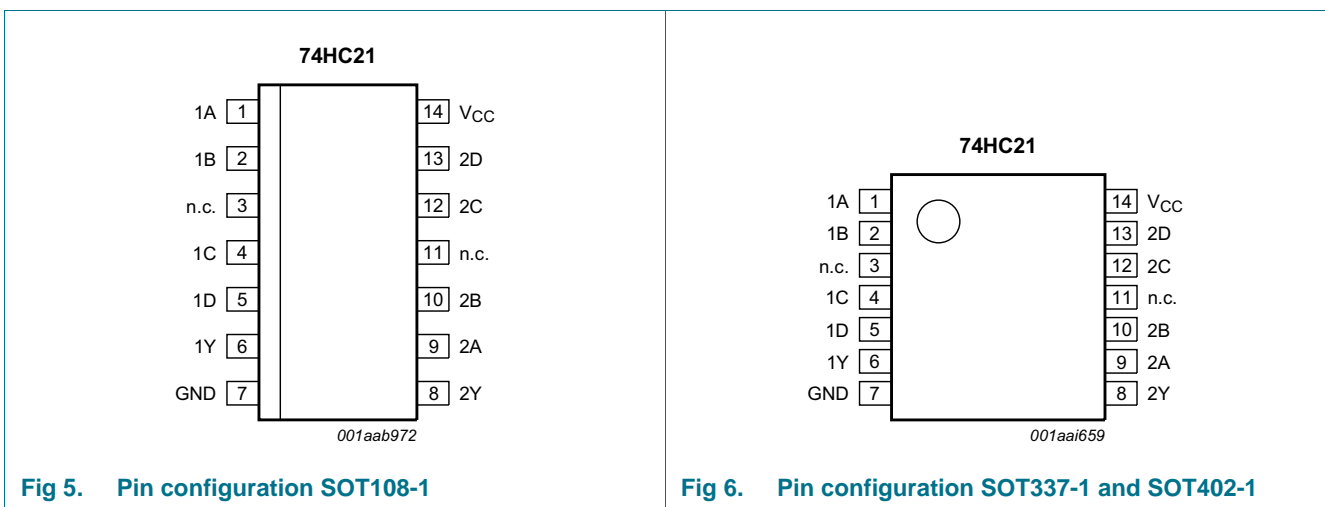 74HC21
1A 1 14 VCC
1B 2 13 2D
n.c. 3 12 2C
1C 4 11 n.c.
1D 5 10 2B
1Y 6 9 2A
GND 7 8 2Y
001aab972
Fig 5. Pin configuration SOT108-1
74HC21
1A 1 14 VCC
1B 2 13 2D
n.c. 3 12 2C
1C 4 11 n.c.
1D 5 10 2B
1Y 6 9 2A
GND 7 8 2Y
001aai659
Fig 6. Pin configuration SOT337-1 and SOT402-1